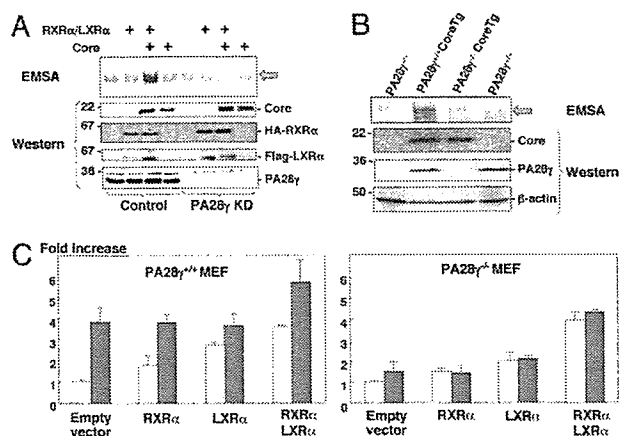 A
RXRα/LXRα + + + +
Core + + + +
EMSA
22 Core
67 HA-RXRα
67 Flag-LXRα
36 PA28γ
Western
Control PA28γ KD
B
PA28γ+/+ PA28γ+/+CoreTg PA28γ-/-CoreTg PA28γ+/-
EMSA
22 Core
36 PA28γ
50 β-actin
Western
C
Fold Increase
PA28γ+/+ MEF
6
5
4
3
2
1
0
Empty vector RXRα LXRα RXRα LXRα
PA28γ-/- MEF
6
5
4
3
2
1
0
Empty vector RXRα LXRα RXRα LXRα